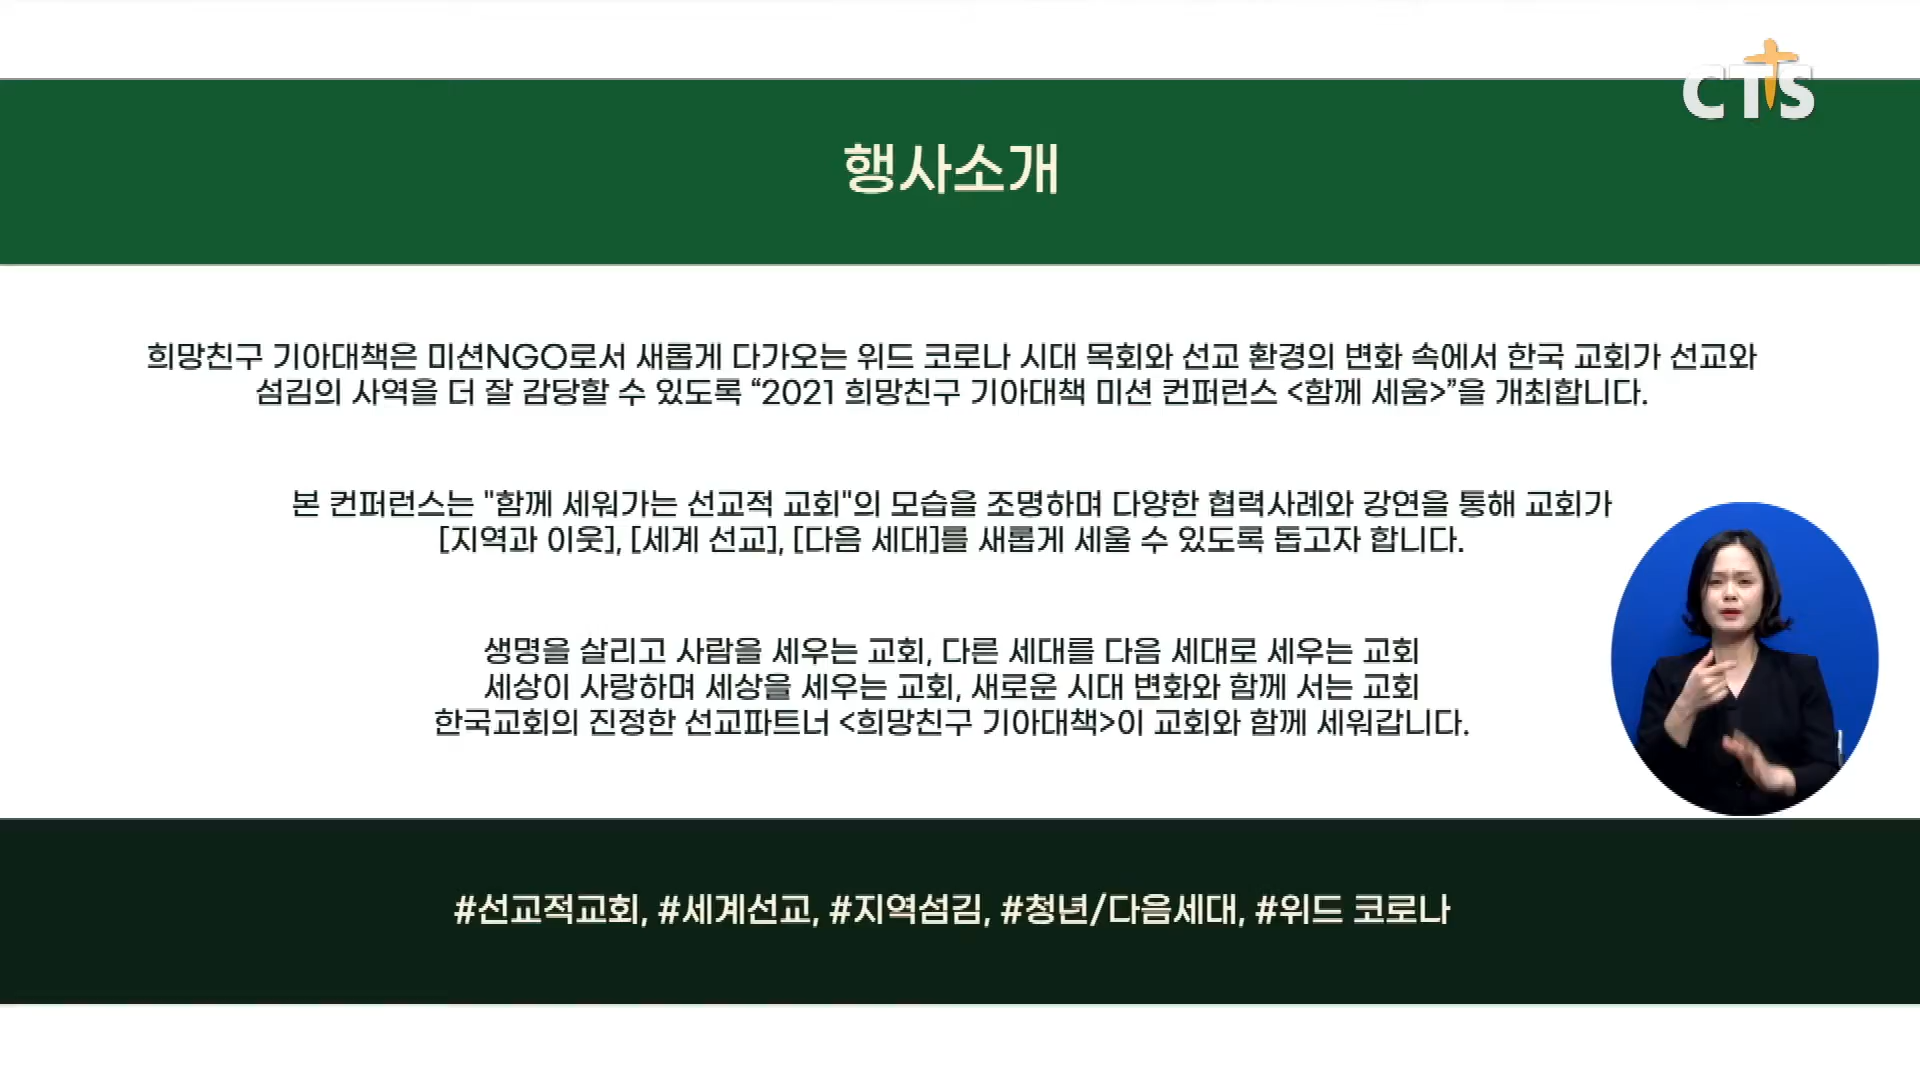 CTS
행사소개
희망친구 기아대책은 미션NGO로서 새롭게 다가오는 위드 코로나 시대 목회와 선교 환경의 변화 속에서 한국 교회가 선교와
섬김의 사역을 더 잘 감당할 수 있도록 “2021 희망친구 기아대책 미션 컨퍼런스 <함께 세움>”을 개최합니다.
본 컨퍼런스는 "함께 세워가는 선교적 교회"의 모습을 조명하며 다양한 협력사례와 강연을 통해 교회가
[지역과 이웃], [세계 선교], [다음 세대]를 새롭게 세울 수 있도록 돕고자 합니다.
생명을 살리고 사람을 세우는 교회, 다른 세대를 다음 세대로 세우는 교회
세상이 사랑하며 세상을 세우는 교회, 새로운 시대 변화와 함께 서는 교회
한국교회의 진정한 선교파트너 <희망친구 기아대책>이 교회와 함께 세워갑니다.
#선교적교회, #세계선교, #지역섬김, #청년/다음세대, #위드 코로나